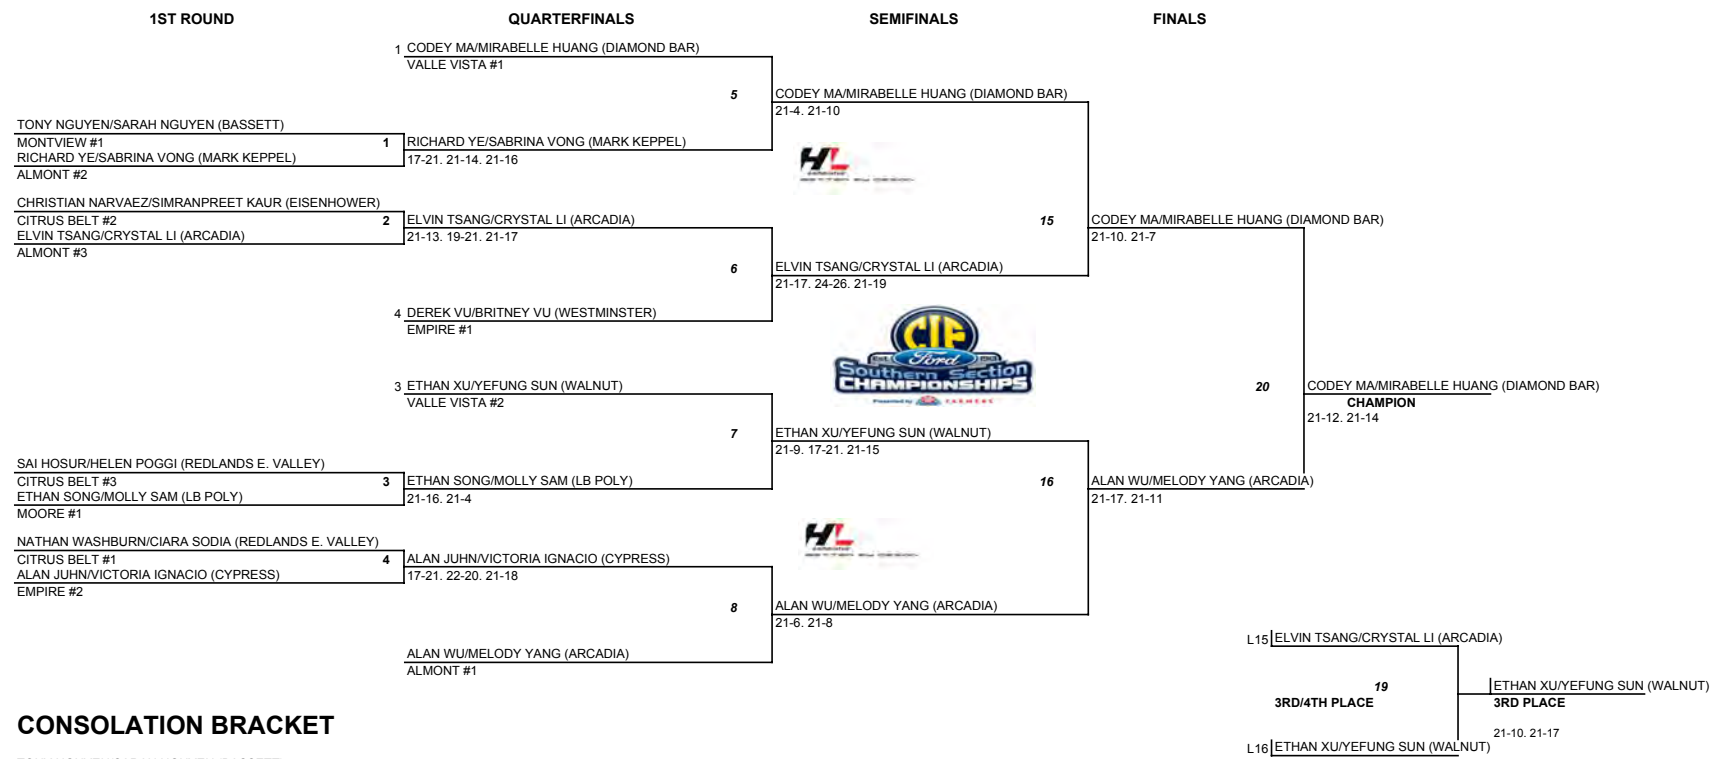 1ST ROUND
QUARTERFINALS
SEMIFINALS
FINALS
1 CODEY MA/MIRABELLE HUANG (DIAMOND BAR)
VALLE VISTA #1
5
CODEY MA/MIRABELLE HUANG (DIAMOND BAR)
21-4. 21-10
TONY NGUYEN/SARAH NGUYEN (BASSETT)
MONTVIEW #1
1
RICHARD YE/SABRINA VONG (MARK KEPPEL)
RICHARD YE/SABRINA VONG (MARK KEPPEL)
17-21. 21-14. 21-16
ALMONT #2
HL
CHRISTIAN NARVAEZ/SIMRANPREET KAUR (EISENHOWER)
CITRUS BELT #2
2
ELVIN TSANG/CRYSTAL LI (ARCADIA)
15
CODEY MA/MIRABELLE HUANG (DIAMOND BAR)
ELVIN TSANG/CRYSTAL LI (ARCADIA)
21-13. 19-21. 21-17
21-10. 21-7
ALMONT #3
6
ELVIN TSANG/CRYSTAL LI (ARCADIA)
21-17. 24-26. 21-19
4 DEREK VU/BRITNEY VU (WESTMINSTER)
EMPIRE #1
CIF
Ford
Southern Section
CHAMPIONSHIPS
Presented by FARMERS
3 ETHAN XU/YEFUNG SUN (WALNUT)
VALLE VISTA #2
20
CODEY MA/MIRABELLE HUANG (DIAMOND BAR)
CHAMPION
21-12. 21-14
7
ETHAN XU/YEFUNG SUN (WALNUT)
21-9. 17-21. 21-15
SAI HOSUR/HELEN POGGI (REDLANDS E. VALLEY)
CITRUS BELT #3
3
ETHAN SONG/MOLLY SAM (LB POLY)
16
ALAN WU/MELODY YANG (ARCADIA)
ETHAN SONG/MOLLY SAM (LB POLY)
21-16. 21-4
21-17. 21-11
MOORE #1
HL
NATHAN WASHBURN/CIARA SODIA (REDLANDS E. VALLEY)
CITRUS BELT #1
4
ALAN JUHN/VICTORIA IGNACIO (CYPRESS)
ALAN JUHN/VICTORIA IGNACIO (CYPRESS)
17-21. 22-20. 21-18
EMPIRE #2
8
ALAN WU/MELODY YANG (ARCADIA)
21-6. 21-8
ALAN WU/MELODY YANG (ARCADIA)
ALMONT #1
L15 ELVIN TSANG/CRYSTAL LI (ARCADIA)
19
ETHAN XU/YEFUNG SUN (WALNUT)
3RD/4TH PLACE
3RD PLACE
21-10. 21-17
L16 ETHAN XU/YEFUNG SUN (WALNUT)
CONSOLATION BRACKET